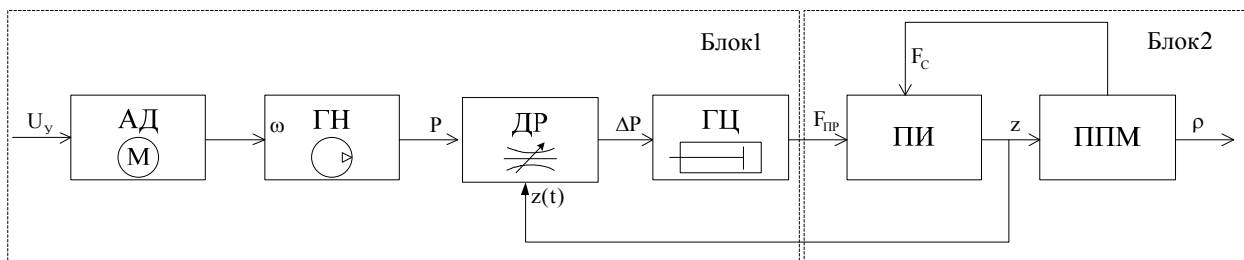 Блок1
Блок2
F_C
U_У
АД
М
ω
ГН
P
ДР
ΔP
ГЦ
F_ПР
ПИ
z
ППМ
ρ
z(t)